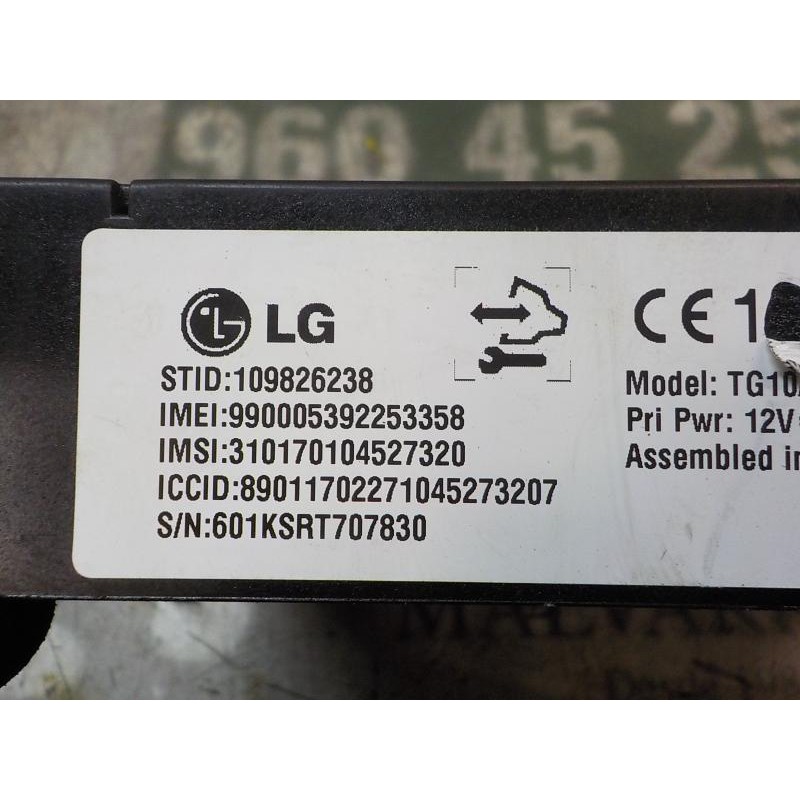 960 45 25
LG
STID:109826238
IMEI:990005392253358
IMSI:310170104527320
ICCID:89011702271045273207
S/N:601KSRT707830
CE 1
Model: TG10
Pri Pwr: 12V
Assembled in